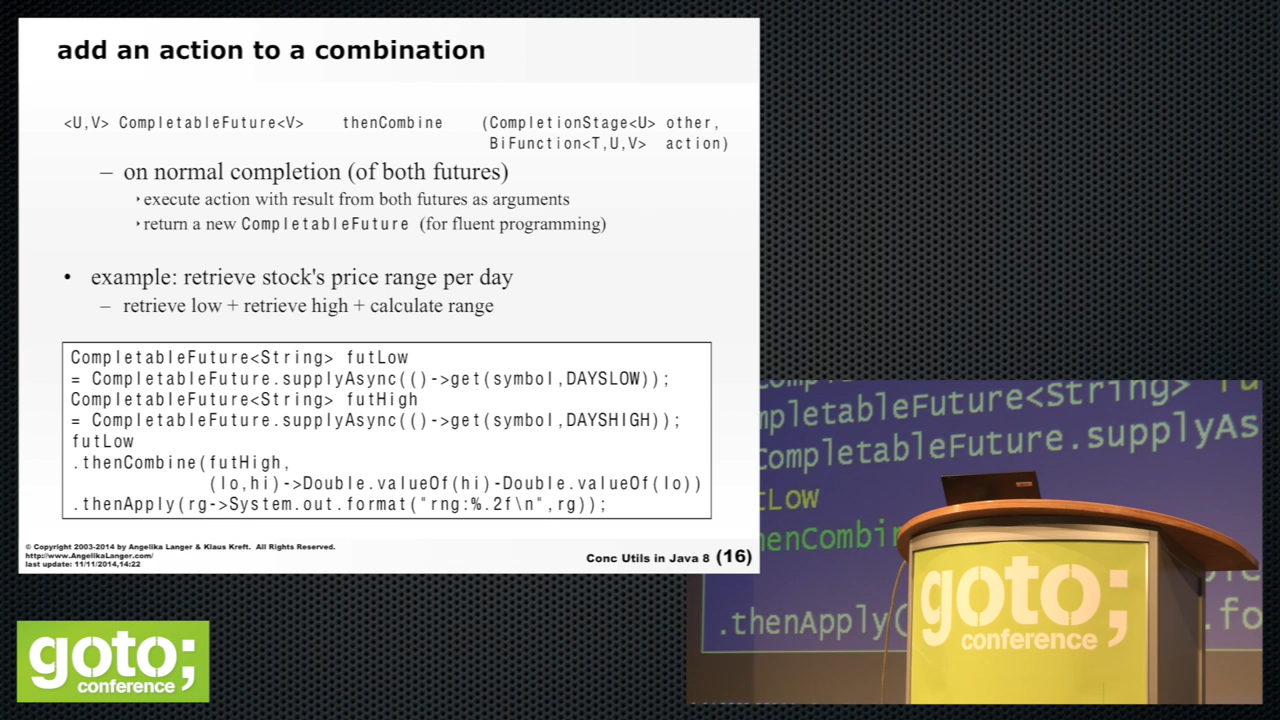 add an action to a combination
<U,V> CompletableFuture<V> thenCombine (CompletionStage<U> other,
BiFunction<T,U,V> action)
– on normal completion (of both futures)
‣execute action with result from both futures as arguments
‣return a new CompletableFuture (for fluent programming)
• example: retrieve stock's price range per day
– retrieve low + retrieve high + calculate range
CompletableFuture<String> futLow
= CompletableFuture.supplyAsync(()->get(symbol,DAYSLOW));
CompletableFuture<String> futHigh
= CompletableFuture.supplyAsync(()->get(symbol,DAYSHIGH));
futLow
.thenCombine(futHigh,
(lo,hi)->Double.valueOf(hi)-Double.valueOf(lo))
.thenApply(rg->System.out.format("rng:%.2f\n",rg));
© Copyright 2003-2014 by Angelika Langer & Klaus Kreft. All Rights Reserved.
http://www.AngelikaLanger.com/
last update: 11/11/2014,14:22
Conc Utils in Java 8 (16)
mpletableFuture<String> fu
CompletableFuture.supplyAs
tLow
henCombi
.thenApply( .fo
goto;
conference
goto;
conference